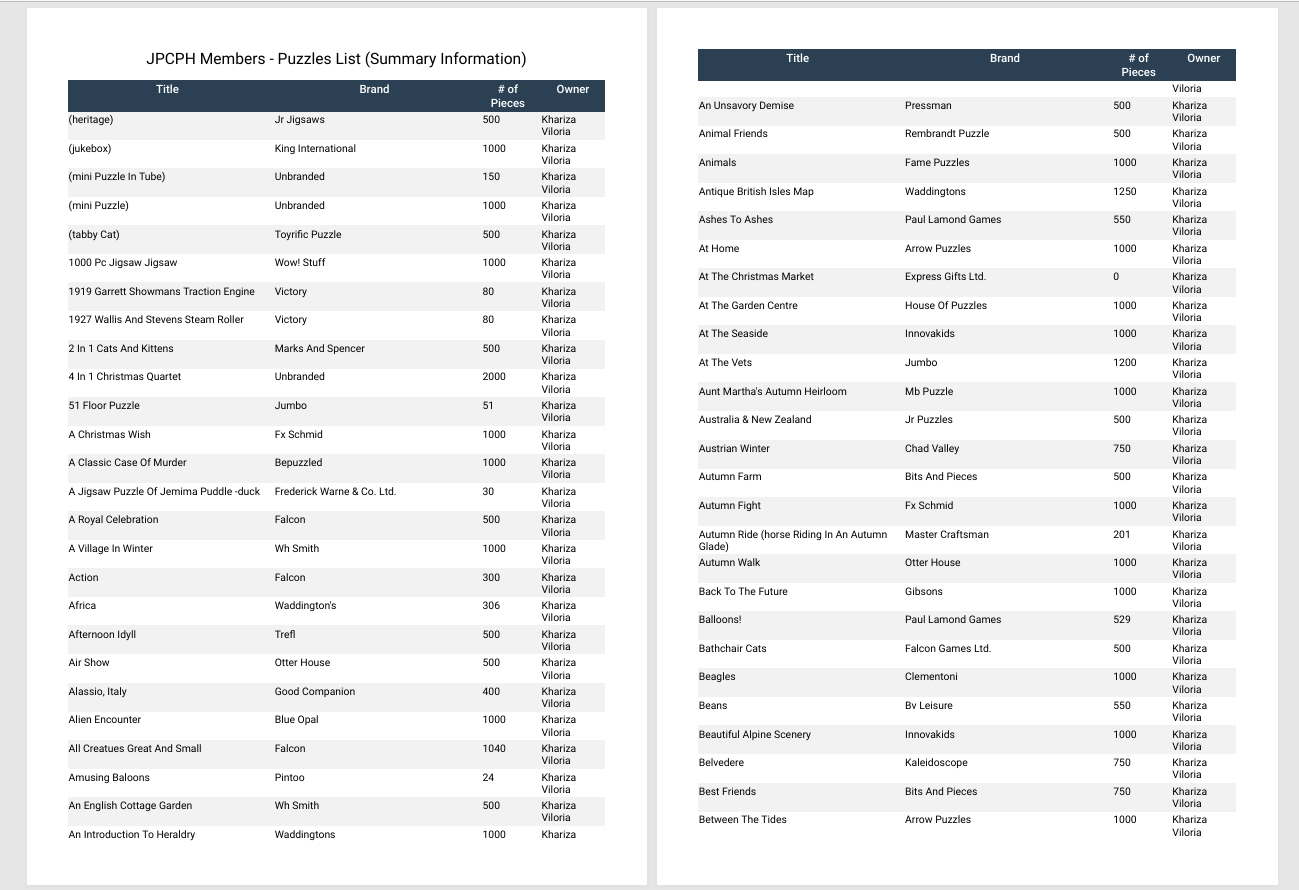 JPCPH Members - Puzzles List (Summary Information)
Title Brand # of Pieces Owner
(heritage) Jr Jigsaws 500 Khariza Viloria
(jukebox) King International 1000 Khariza Viloria
(mini Puzzle In Tube) Unbranded 150 Khariza Viloria
(mini Puzzle) Unbranded 1000 Khariza Viloria
(tabby Cat) Toyrific Puzzle 500 Khariza Viloria
1000 Pc Jigsaw Jigsaw Wow! Stuff 1000 Khariza Viloria
1919 Garrett Showmans Traction Engine Victory 80 Khariza Viloria
1927 Wallis And Stevens Steam Roller Victory 80 Khariza Viloria
2 In 1 Cats And Kittens Marks And Spencer 500 Khariza Viloria
4 In 1 Christmas Quartet Unbranded 2000 Khariza Viloria
51 Floor Puzzle Jumbo 51 Khariza Viloria
A Christmas Wish Fx Schmid 1000 Khariza Viloria
A Classic Case Of Murder Bepuzzled 1000 Khariza Viloria
A Jigsaw Puzzle Of Jemima Puddle -duck Frederick Warne & Co. Ltd. 30 Khariza Viloria
A Royal Celebration Falcon 500 Khariza Viloria
A Village In Winter Wh Smith 1000 Khariza Viloria
Action Falcon 300 Khariza Viloria
Africa Waddington's 306 Khariza Viloria
Afternoon Idyll Trefl 500 Khariza Viloria
Air Show Otter House 500 Khariza Viloria
Alassio, Italy Good Companion 400 Khariza Viloria
Alien Encounter Blue Opal 1000 Khariza Viloria
All Creatues Great And Small Falcon 1040 Khariza Viloria
Amusing Baloons Pintoo 24 Khariza Viloria
An English Cottage Garden Wh Smith 500 Khariza Viloria
An Introduction To Heraldry Waddingtons 1000 Khariza
Title Brand # of Pieces Owner
Viloria
An Unsavory Demise Pressman 500 Khariza Viloria
Animal Friends Rembrandt Puzzle 500 Khariza Viloria
Animals Fame Puzzles 1000 Khariza Viloria
Antique British Isles Map Waddingtons 1250 Khariza Viloria
Ashes To Ashes Paul Lamond Games 550 Khariza Viloria
At Home Arrow Puzzles 1000 Khariza Viloria
At The Christmas Market Express Gifts Ltd. 0 Khariza Viloria
At The Garden Centre House Of Puzzles 1000 Khariza Viloria
At The Seaside Innovakids 1000 Khariza Viloria
At The Vets Jumbo 1200 Khariza Viloria
Aunt Martha's Autumn Heirloom Mb Puzzle 1000 Khariza Viloria
Australia & New Zealand Jr Puzzles 500 Khariza Viloria
Austrian Winter Chad Valley 750 Khariza Viloria
Autumn Farm Bits And Pieces 500 Khariza Viloria
Autumn Fight Fx Schmid 1000 Khariza Viloria
Autumn Ride (horse Riding In An Autumn Glade) Master Craftsman 201 Khariza Viloria
Autumn Walk Otter House 1000 Khariza Viloria
Back To The Future Gibsons 1000 Khariza Viloria
Balloons! Paul Lamond Games 529 Khariza Viloria
Bathchair Cats Falcon Games Ltd. 500 Khariza Viloria
Beagles Clementoni 1000 Khariza Viloria
Beans Bv Leisure 550 Khariza Viloria
Beautiful Alpine Scenery Innovakids 1000 Khariza Viloria
Belvedere Kaleidoscope 750 Khariza Viloria
Best Friends Bits And Pieces 750 Khariza Viloria
Between The Tides Arrow Puzzles 1000 Khariza Viloria